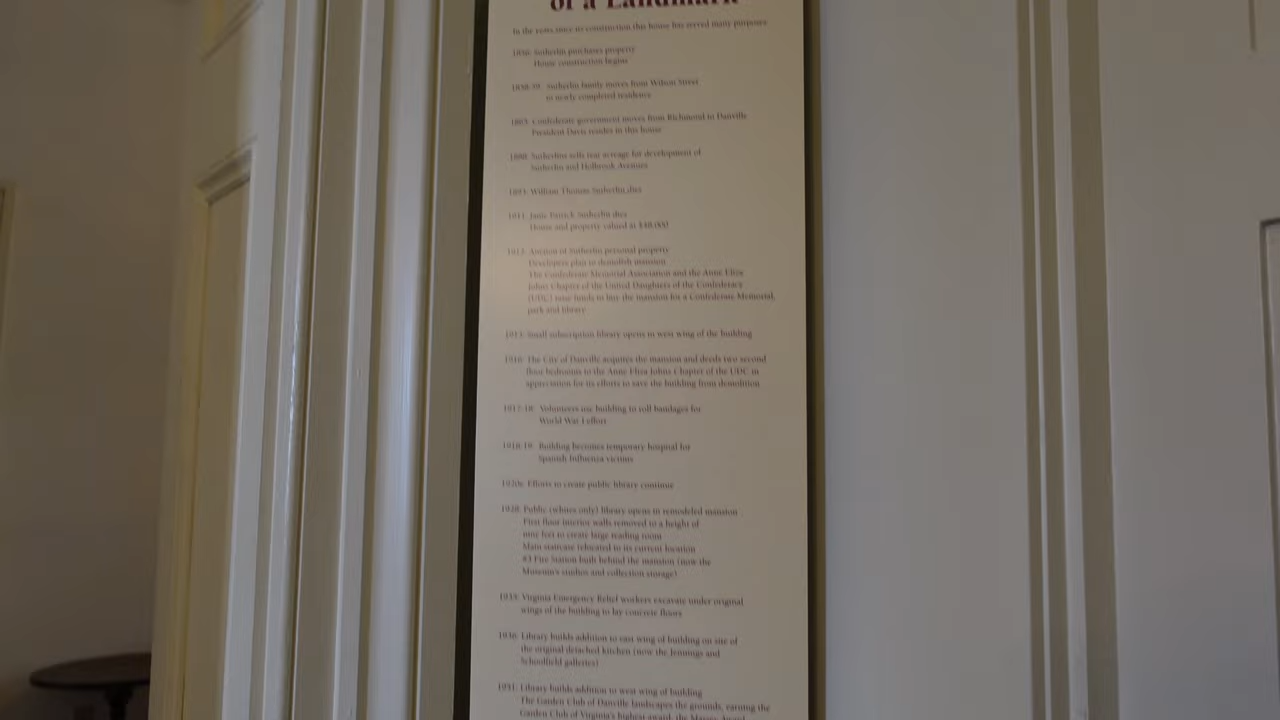 of a Landmark
In the years since its construction this house has served many purposes
1856: Sutherlin purchases property
House construction begins
1858-59: Sutherlin family moves from Wilson Street
to newly completed residence
1865: Confederate government moves from Richmond to Danville
President Davis resides in this house
Sutherlins sells rear acreage for development of
Sutherlin and Holbrook Avenues
1893: William Thomas Sutherlin dies
1911: Jane Patrick Sutherlin dies
House and property valued at
Auction of Sutherlin personal property
Developers plan to demolish mansion
The Confederate Memorial Association and the Anne Eliza
Johns Chapter of the United Daughters of the Confederacy
(UDC) raise funds to buy the mansion for a Confederate Memorial,
park and library
Small subscription library opens in west wing of the building
The City of Danville acquires the mansion and deeds two second
floor bedrooms to the Anne Eliza Johns Chapter of the UDC in
appreciation for its efforts to save the building from demolition
1917-18: Volunteers use building to roll bandages for
World War I effort
1918-19: Building becomes temporary hospital for
Spanish Influenza victims
1920s: Efforts to create public library continue
1928: Public (whites only) library opens in remodeled mansion
First floor interior walls removed to a height of
nine feet to create large reading room
Main staircase relocated to its current location
#3 Fire Station built behind the mansion (now the
Museum's studios and collection storage)
Virginia Emergency Relief workers excavate under original
wings of the building to lay concrete floors
Library builds addition to east wing of building on site of
the original detached kitchen (now the Jennings and
Schoolfield galleries)
Library builds addition to west wing of building
The Garden Club of Danville landscapes the grounds, earning the
Garden Club of Virginia's highest award, the Massie Award